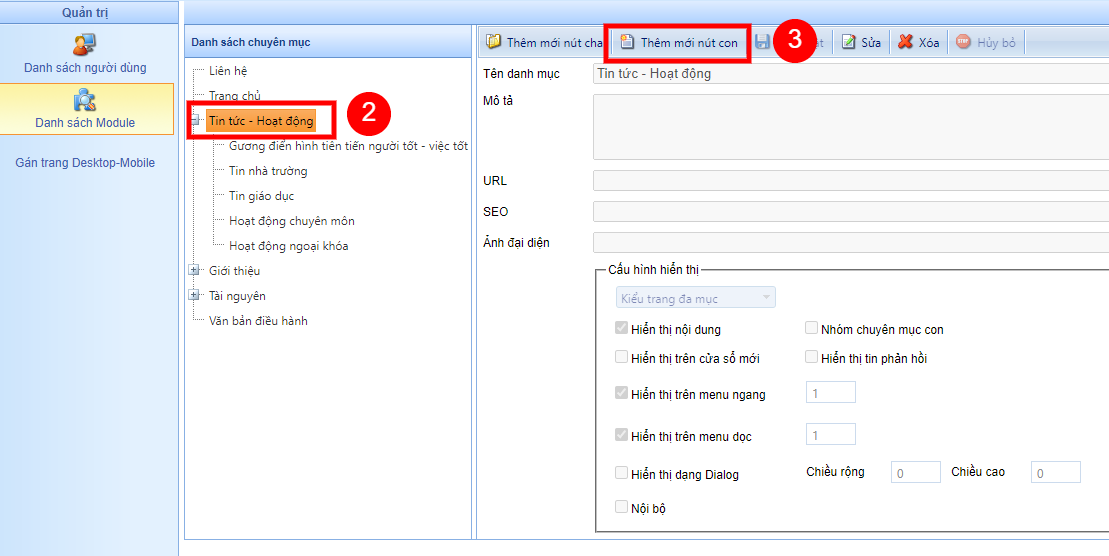 Quản trị
Danh sách người dùng
Danh sách Module
Gán trang Desktop-Mobile
Danh sách chuyên mục
Liên hệ
Trang chủ
Tin tức - Hoạt động
2
Gương điển hình tiên tiến người tốt - việc tốt
Tin nhà trường
Tin giáo dục
Hoạt động chuyên môn
Hoạt động ngoại khóa
Giới thiệu
Tài nguyên
Văn bản điều hành
Thêm mới nút cha Thêm mới nút con 3 Sửa Xóa STOP Hủy bỏ
Tên danh mục Tin tức - Hoạt động
Mô tả
URL
SEO
Ảnh đại diện
Cấu hình hiển thị
Kiểu trang đa mục
Hiển thị nội dung Nhóm chuyên mục con
Hiển thị trên cửa sổ mới Hiển thị tin phản hồi
Hiển thị trên menu ngang 1
Hiển thị trên menu dọc 1
Hiển thị dạng Dialog Chiều rộng 0 Chiều cao 0
Nội bộ